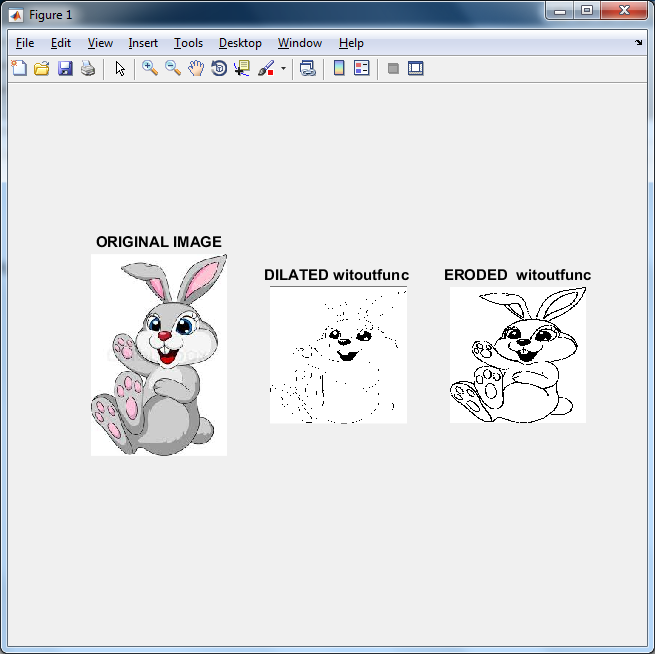 Figure 1
File Edit View Insert Tools Desktop Window Help
ORIGINAL IMAGE
DILATED witoutfunc
ERODED witoutfunc